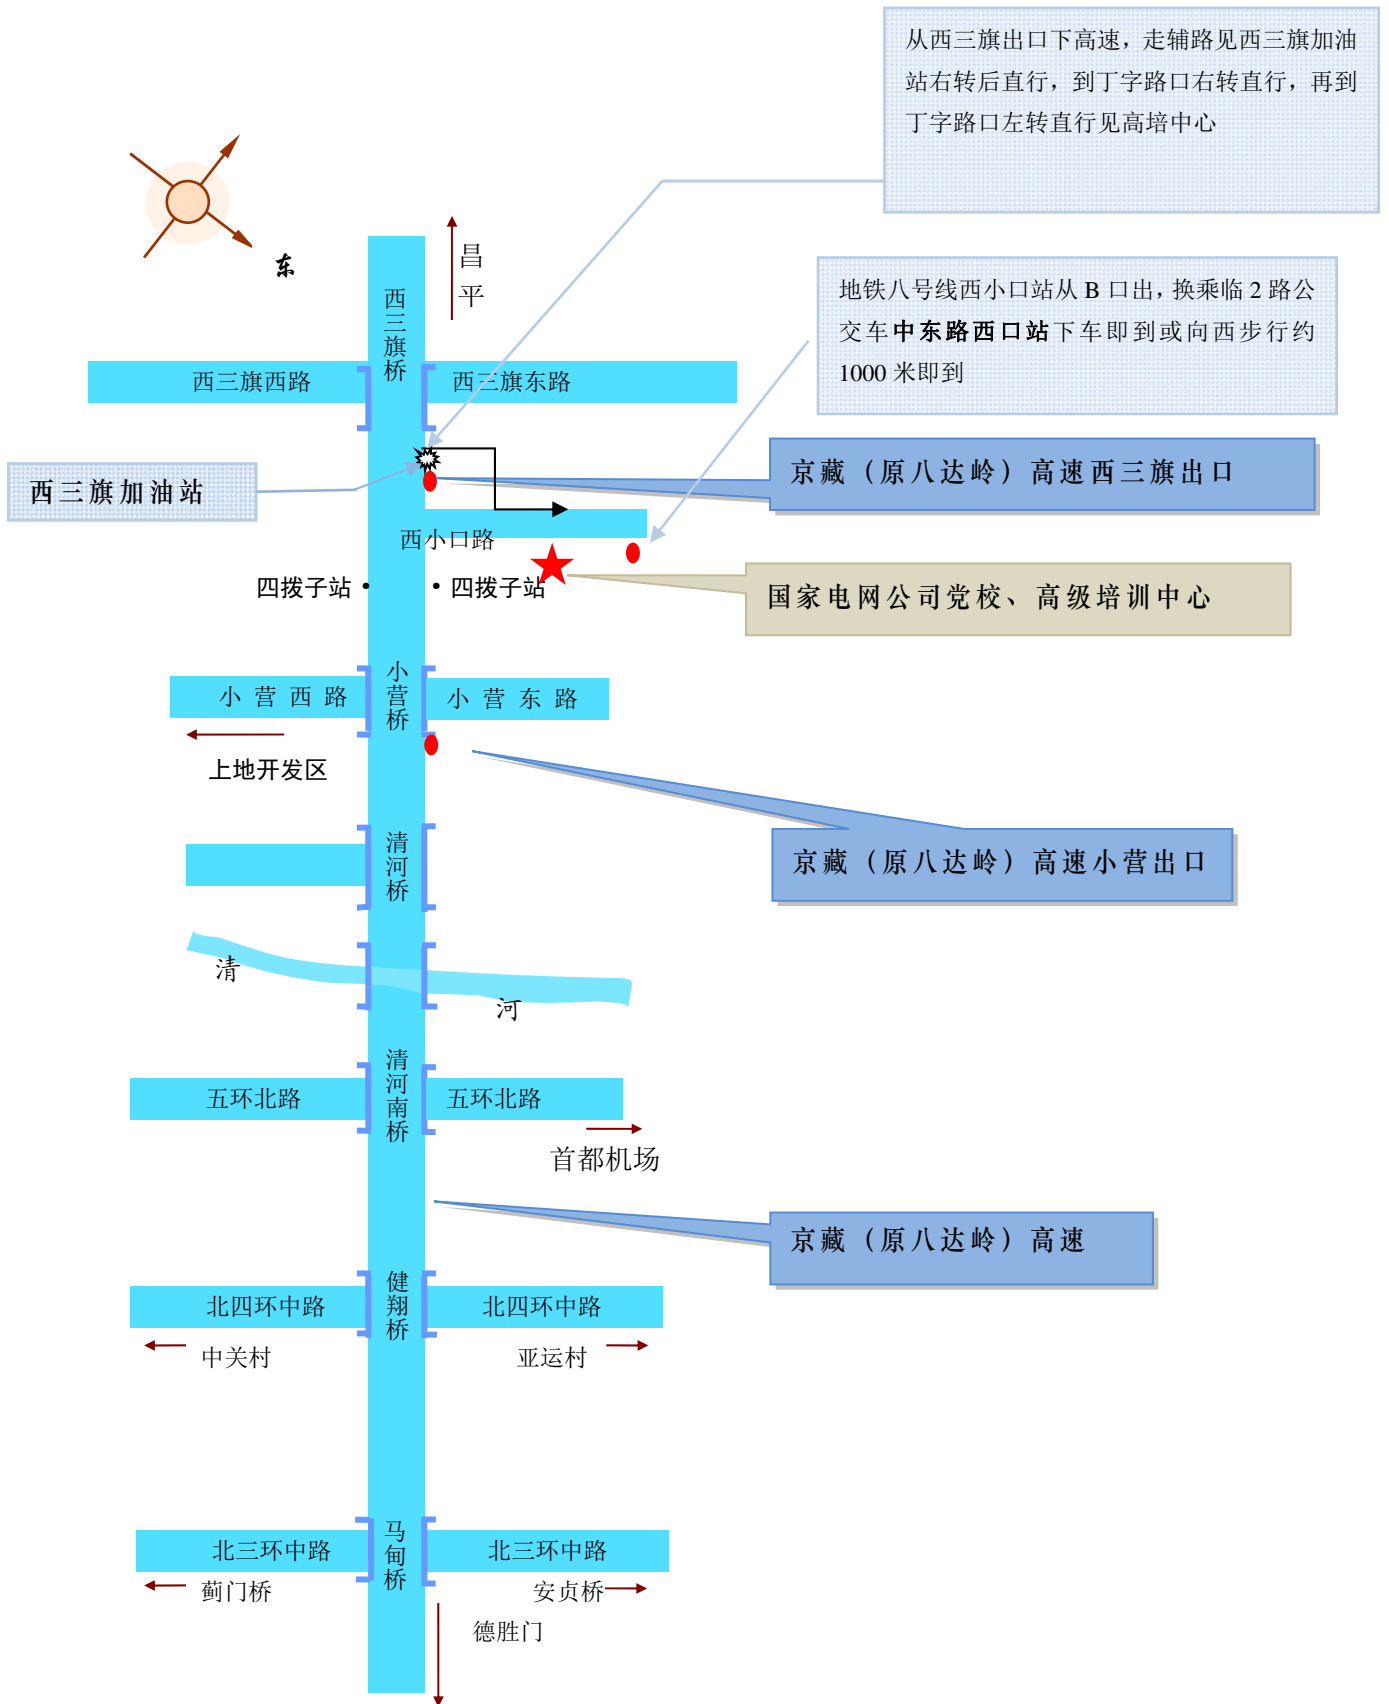 从西三旗出口下高速，走辅路见西三旗加油
站右转后直行，到丁字路口右转直行，再到
丁字路口左转直行见高培中心
东
昌平
地铁八号线西小口站从 B 口出，换乘临 2 路公
交车中东路西口站下车即到或向西步行约
1000 米即到
西三旗桥
西三旗西路
西三旗东路
京藏（原八达岭）高速西三旗出口
西三旗加油站
西小口路
四拨子站
四拨子站
国家电网公司党校、高级培训中心
小营桥
小营西路
小营东路
上地开发区
清河桥
京藏（原八达岭）高速小营出口
清
河
清河南桥
五环北路
五环北路
首都机场
京藏（原八达岭）高速
健翔桥
北四环中路
北四环中路
中关村
亚运村
马甸桥
北三环中路
北三环中路
蓟门桥
安贞桥
德胜门